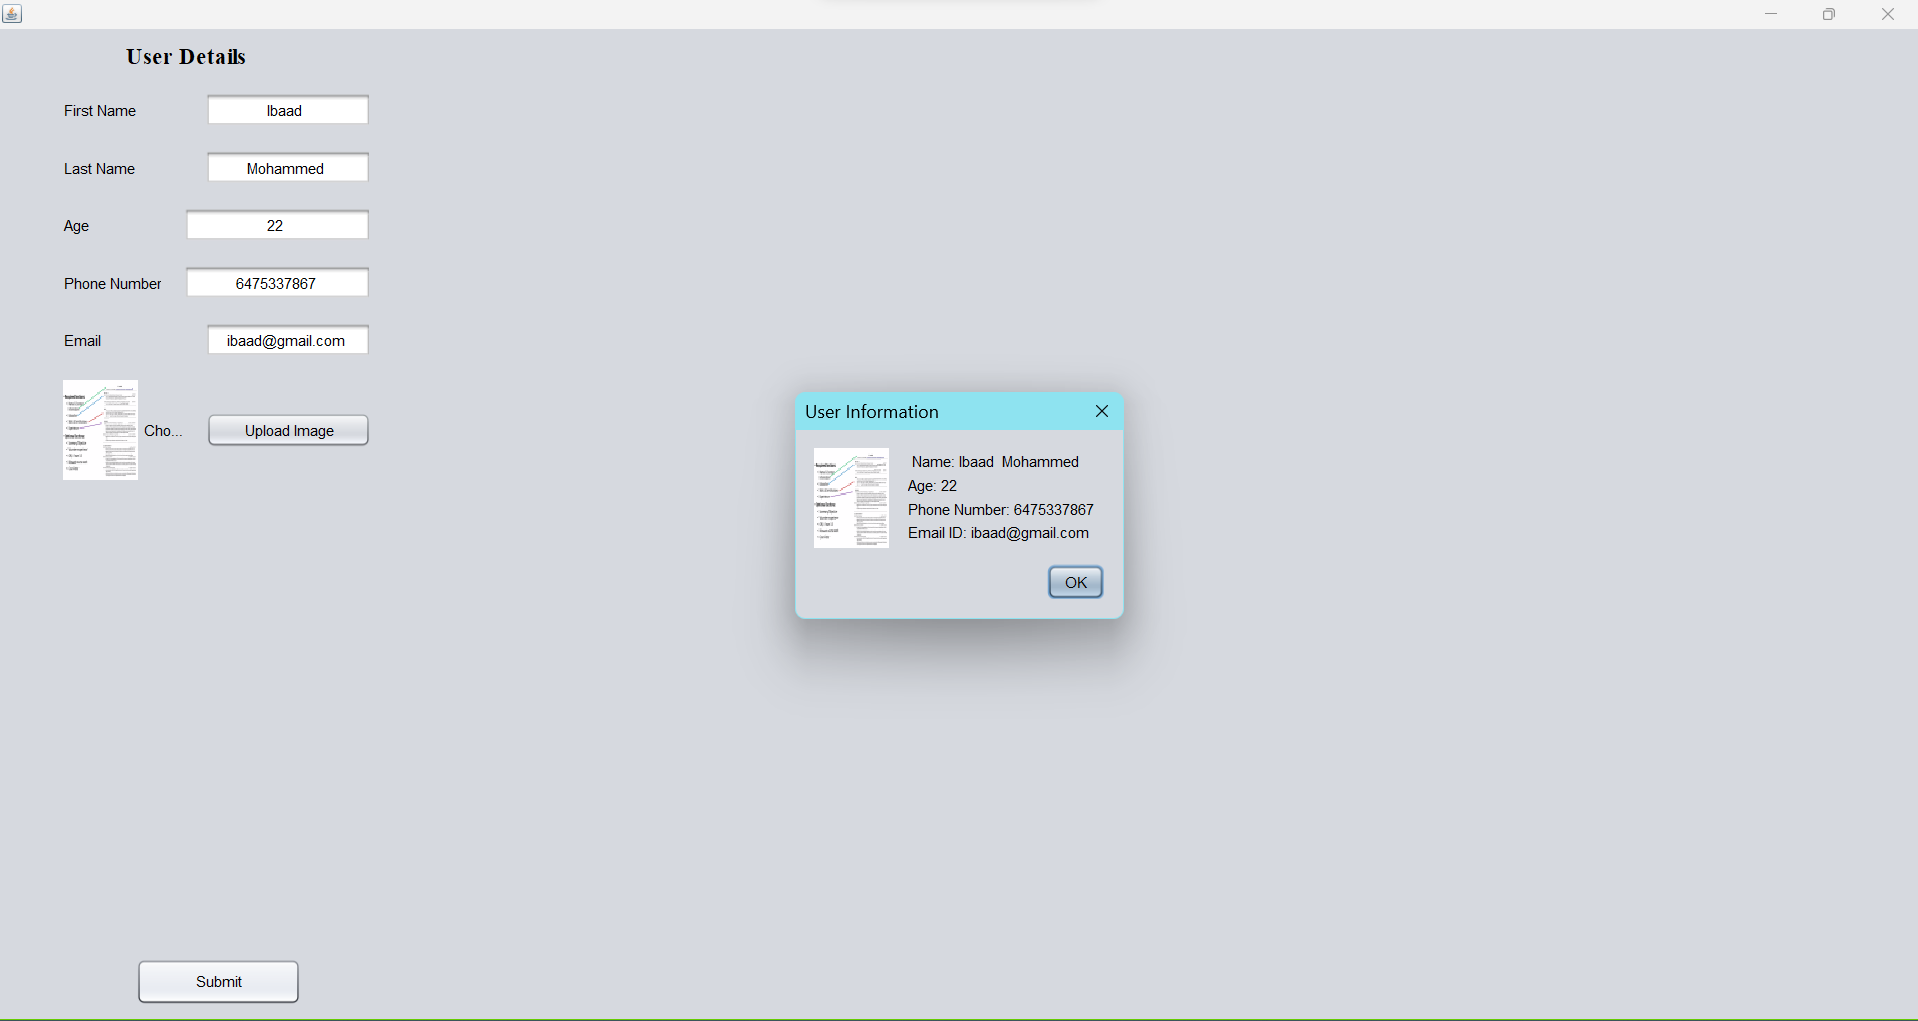 User Details
First Name Ibaad
Last Name Mohammed
Age 22
Phone Number 6475337867
Email ibaad@gmail.com
Cho... Upload Image
User Information
Name: Ibaad  Mohammed
Age: 22
Phone Number: 6475337867
Email ID: ibaad@gmail.com
OK
Submit